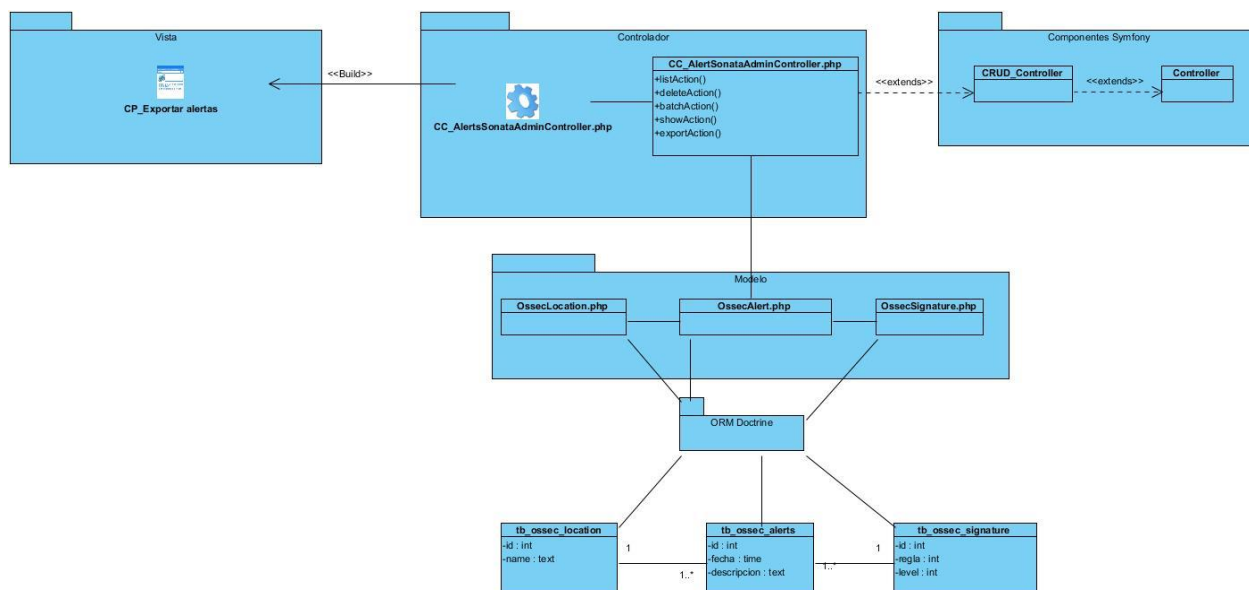 Vista
CP_Exportar alertas
<<Build>>
Controlador
CC_AlertsSonataAdminController.php
CC_AlertSonataAdminController.php
+listAction()
+deleteAction()
+batchAction()
+showAction()
+exportAction()
<<extends>>
Componentes Symfony
CRUD_Controller
<<extends>>
Controller
Modelo
OssecLocation.php
OssecAlert.php
OssecSignature.php
ORM Doctrine
tb_ossec_location
-id : int
-name : text
1
1..*
tb_ossec_alerts
-id : int
-fecha : time
-descripcion : text
1..*
1
tb_ossec_signature
-id : int
-regla : int
-level : int